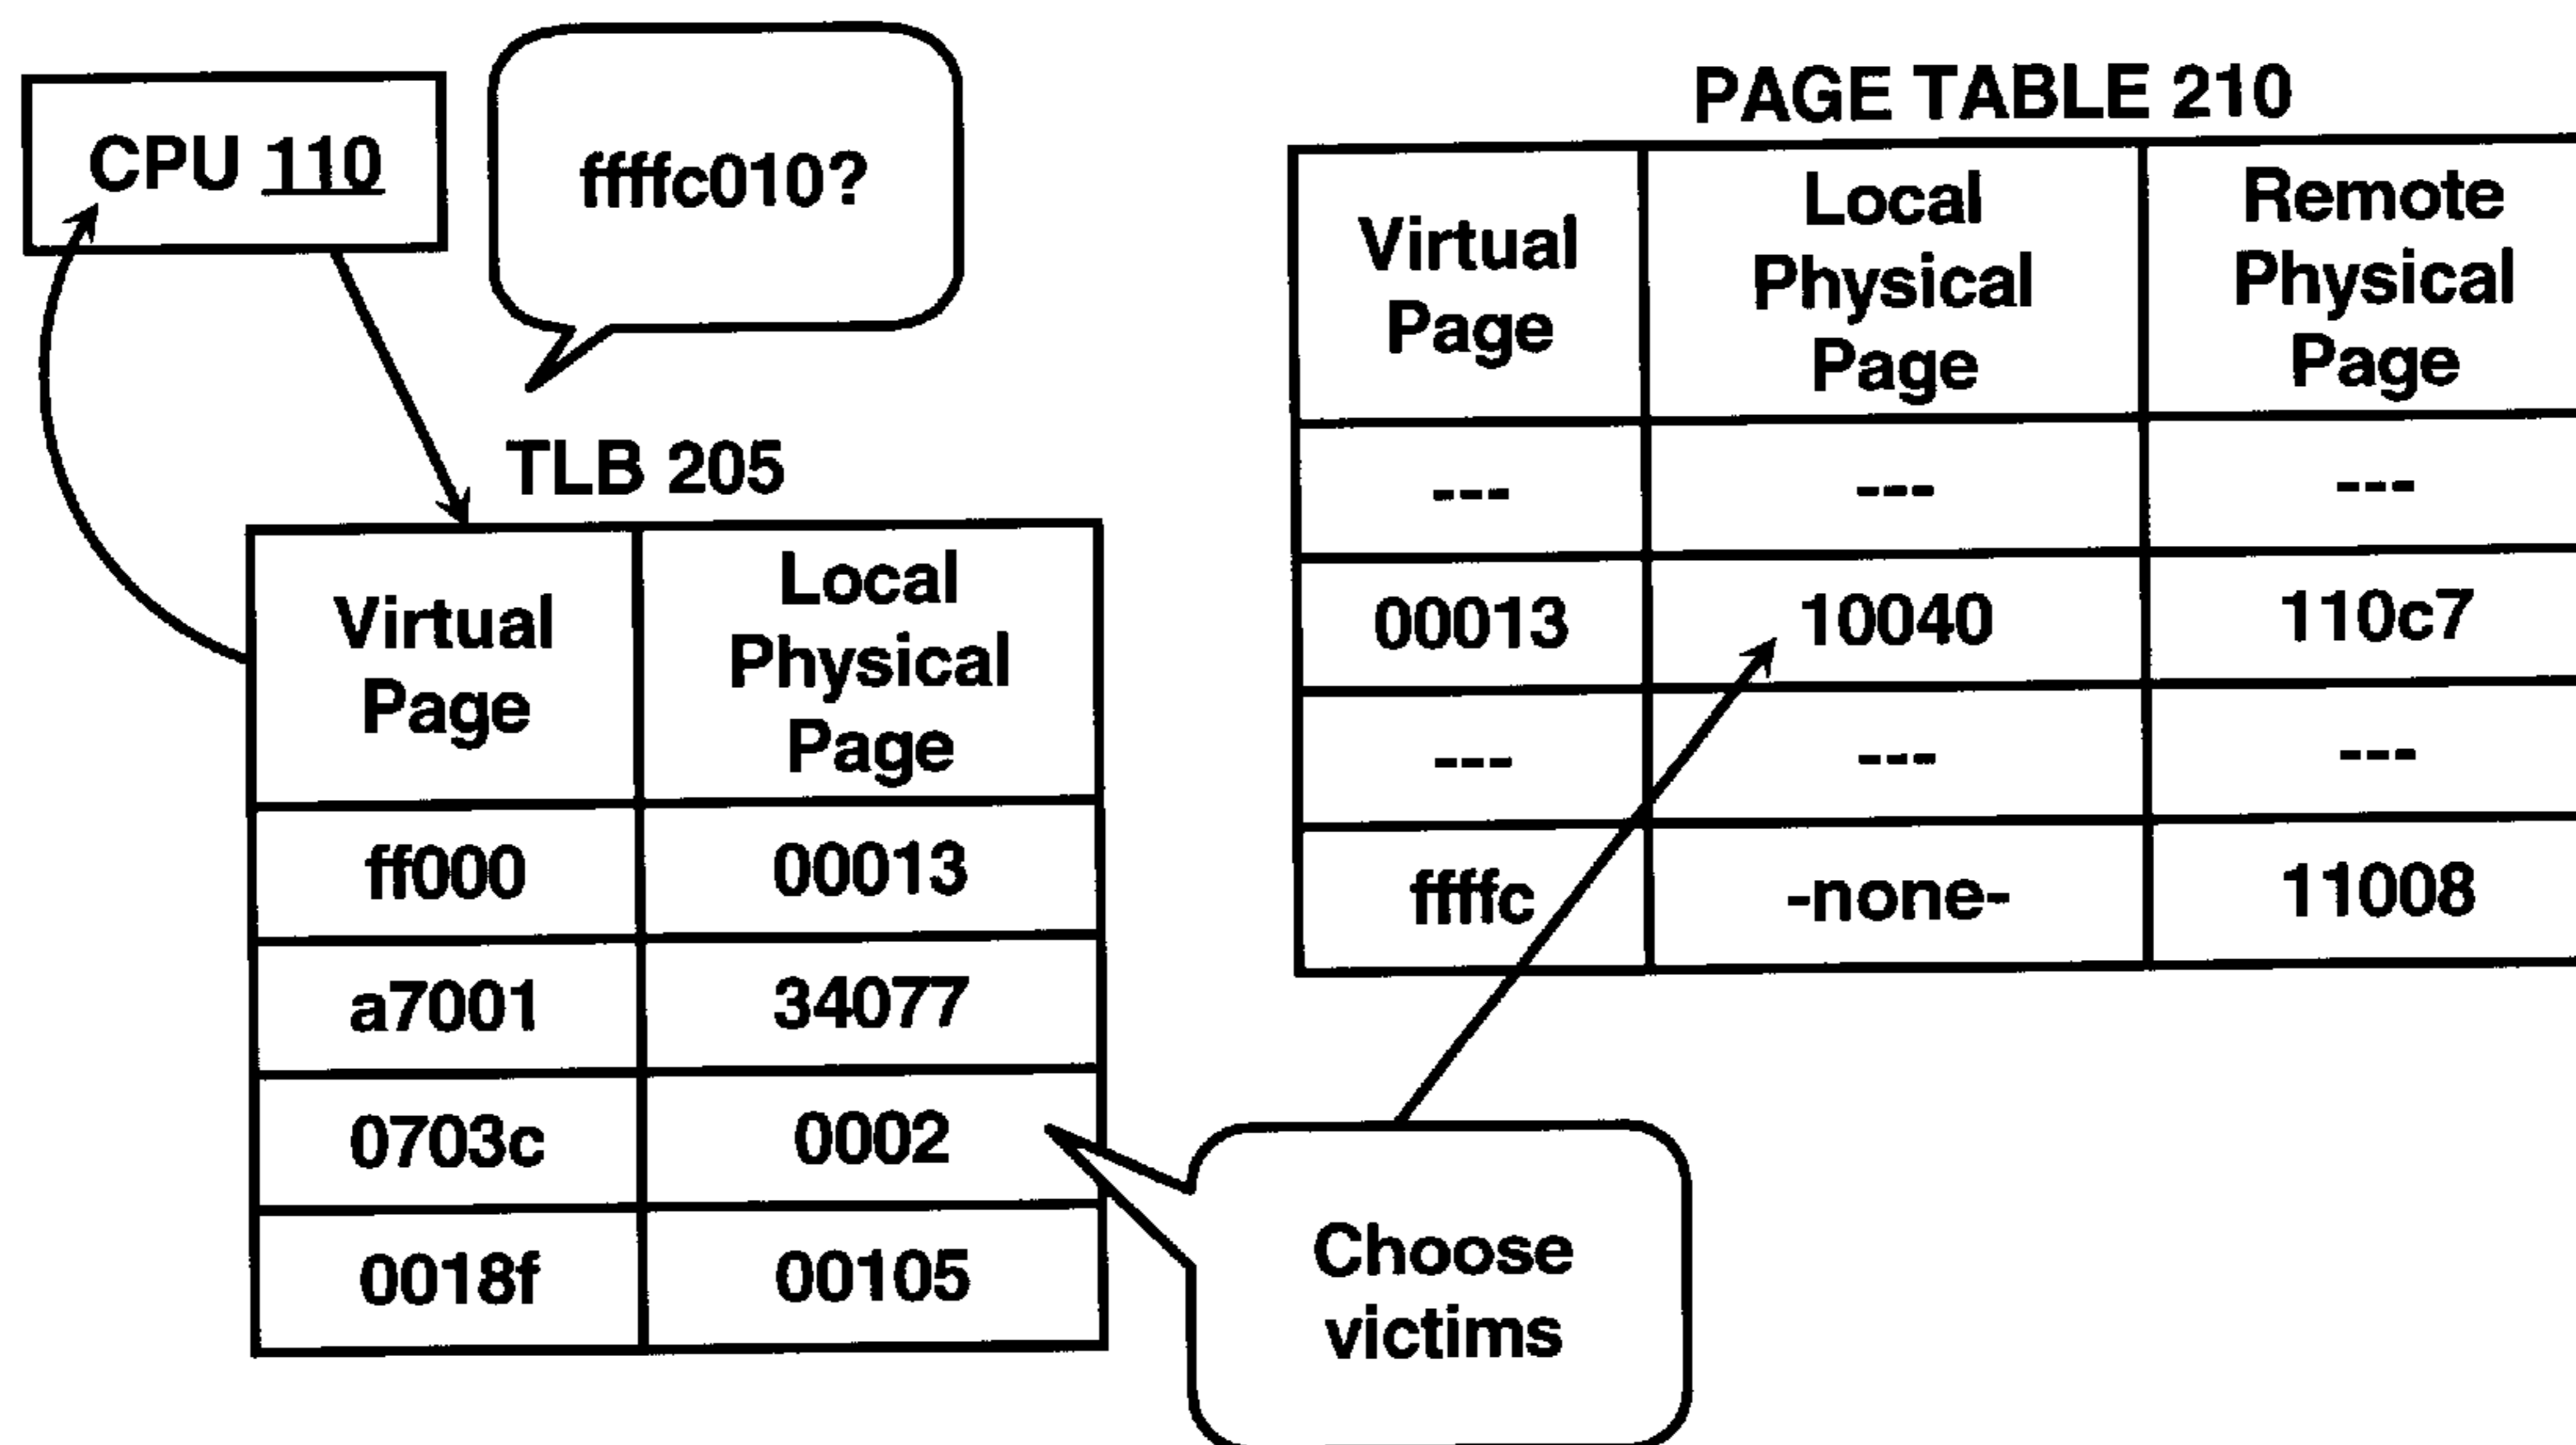 CPU 110
ffffc010?
TLB 205
Virtual
Page
Local
Physical
Page
ff000
00013
a7001
34077
0703c
0002
0018f
00105
PAGE TABLE 210
Virtual
Page
Local
Physical
Page
Remote
Physical
Page
---
---
---
00013
10040
110c7
---
---
---
ffffc
-none-
11008
Choose
victims